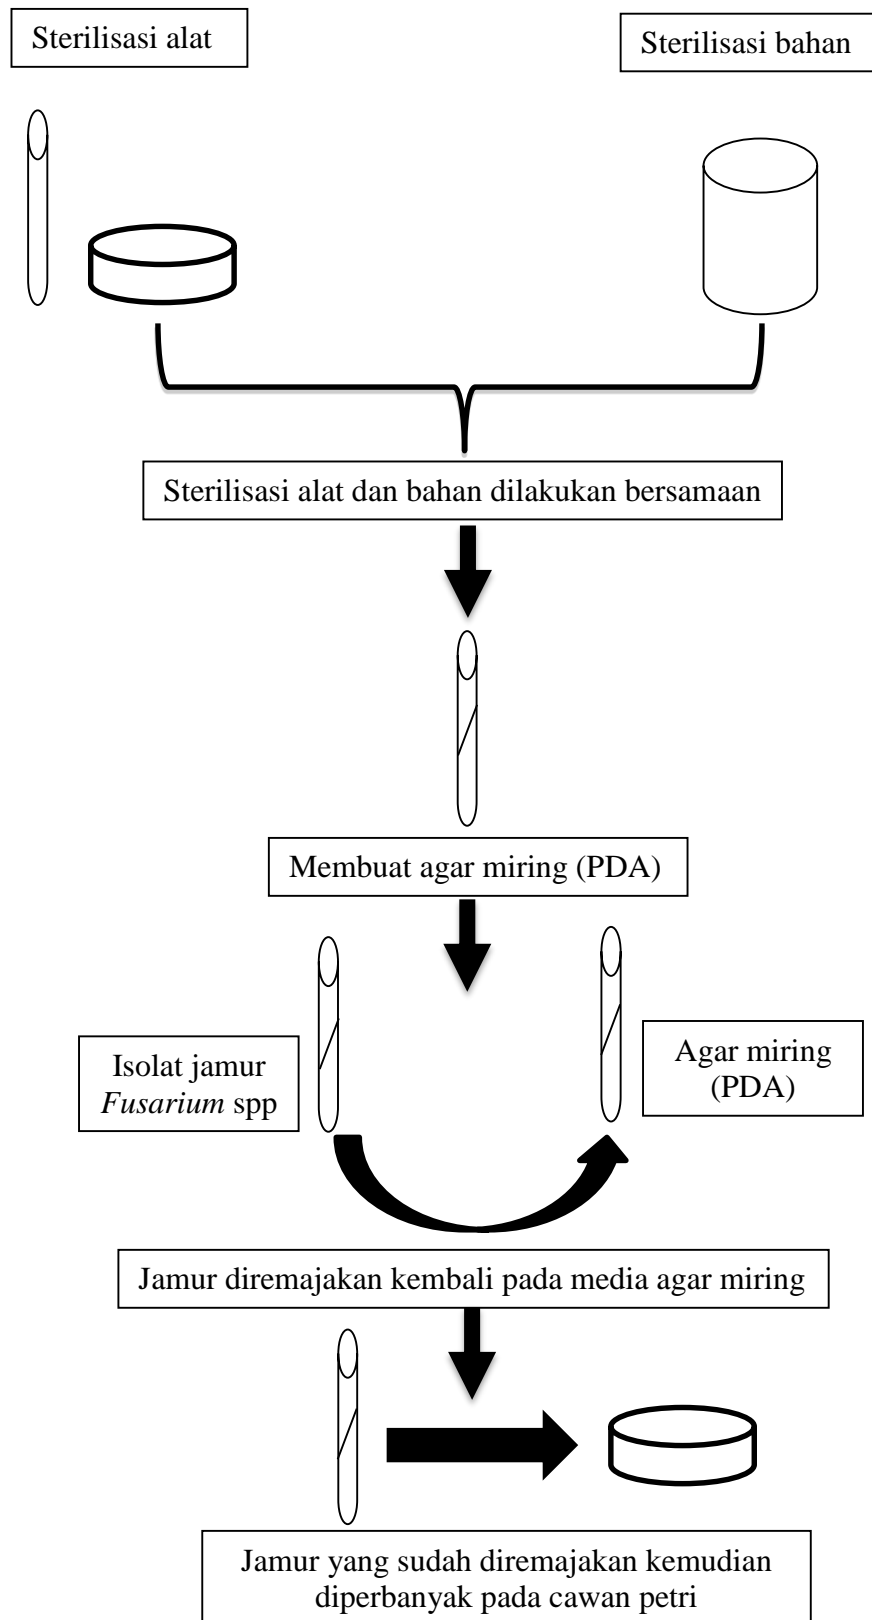 Sterilisasi alat
Sterilisasi bahan
Sterilisasi alat dan bahan dilakukan bersamaan
Membuat agar miring (PDA)
Isolat jamur
Fusarium spp
Agar miring
(PDA)
Jamur diremajakan kembali pada media agar miring
Jamur yang sudah diremajakan kemudian
diperbanyak pada cawan petri